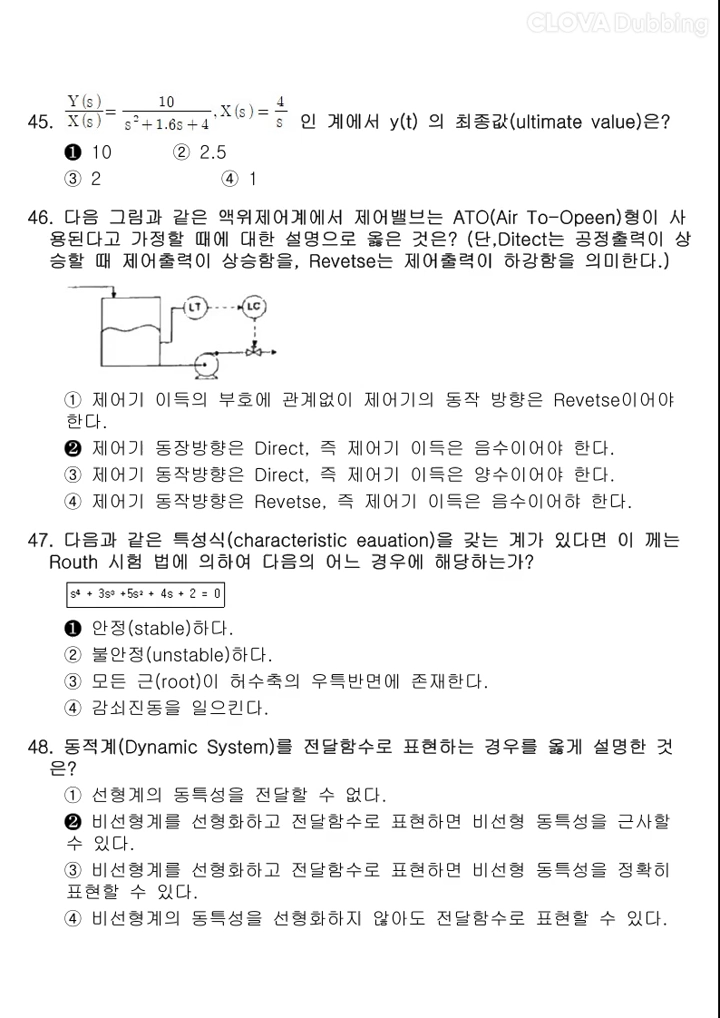 CLOVA Dubbing
45. Y(s)/X(s) = 10/(s²+1.6s+4), X(s) = 4/s 인 계에서 y(t) 의 최종값(ultimate value)은?
❶ 10 ② 2.5
③ 2 ④ 1
46. 다음 그림과 같은 액위제어계에서 제어밸브는 ATO(Air To-Opeen)형이 사
용된다고 가정할 때에 대한 설명으로 옳은 것은? (단,Ditect는 공정출력이 상
승할 때 제어출력이 상승함을, Revetse는 제어출력이 하강함을 의미한다.)
LT LC
① 제어기 이득의 부호에 관계없이 제어기의 동작 방향은 Revetse이어야
한다.
❷ 제어기 동장방향은 Direct, 즉 제어기 이득은 음수이어야 한다.
③ 제어기 동작방향은 Direct, 즉 제어기 이득은 양수이어야 한다.
④ 제어기 동작방향은 Revetse, 즉 제어기 이득은 음수이어햐 한다.
47. 다음과 같은 특성식(characteristic eauation)을 갖는 계가 있다면 이 께는
Routh 시험 법에 의하여 다음의 어느 경우에 해당하는가?
s⁴ + 3s³ +5s² + 4s + 2 = 0
❶ 안정(stable)하다.
② 불안정(unstable)하다.
③ 모든 근(root)이 허수축의 우특반면에 존재한다.
④ 감쇠진동을 일으킨다.
48. 동적계(Dynamic System)를 전달함수로 표현하는 경우를 옳게 설명한 것
은?
① 선형계의 동특성을 전달할 수 없다.
❷ 비선형계를 선형화하고 전달함수로 표현하면 비선형 동특성을 근사할
수 있다.
③ 비선형계를 선형화하고 전달함수로 표현하면 비선형 동특성을 정확히
표현할 수 있다.
④ 비선형계의 동특성을 선형화하지 않아도 전달함수로 표현할 수 있다.